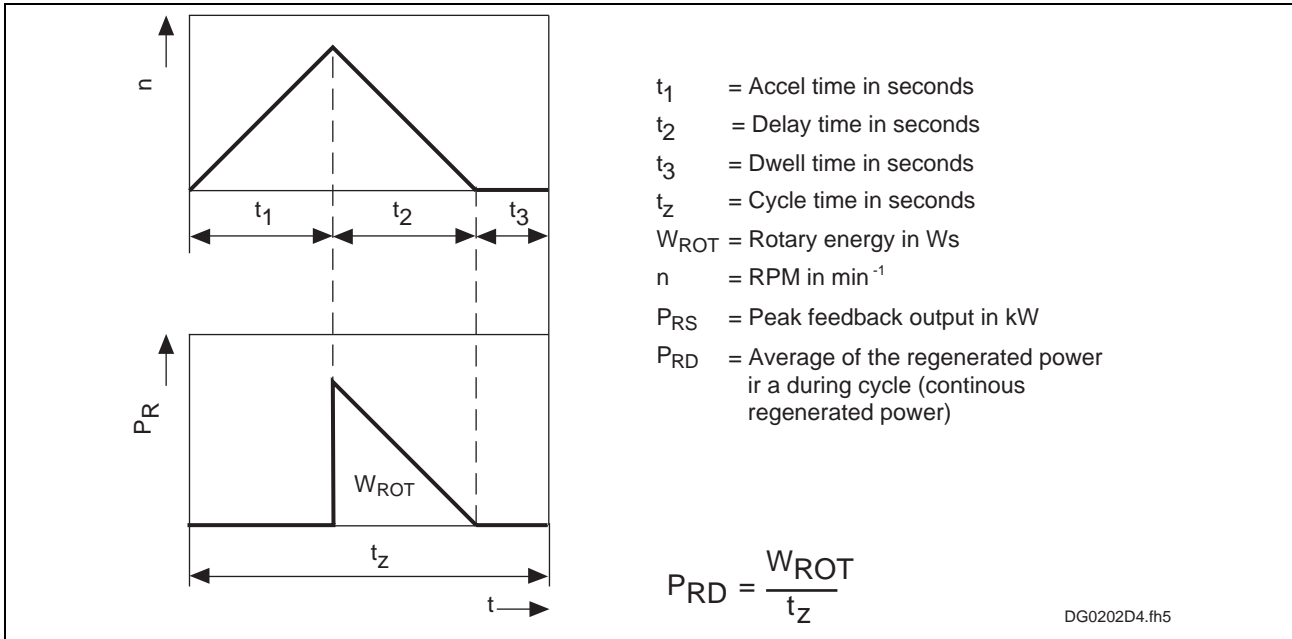 n
t1
t2
t3
PR
WROT
tz
t
t1 = Accel time in seconds
t2 = Delay time in seconds
t3 = Dwell time in seconds
tz = Cycle time in seconds
WROT = Rotary energy in Ws
n = RPM in min -1
PRS = Peak feedback output in kW
PRD = Average of the regenerated power
ir a during cycle (continous
regenerated power)
PRD = WROT
tz
DG0202D4.fh5